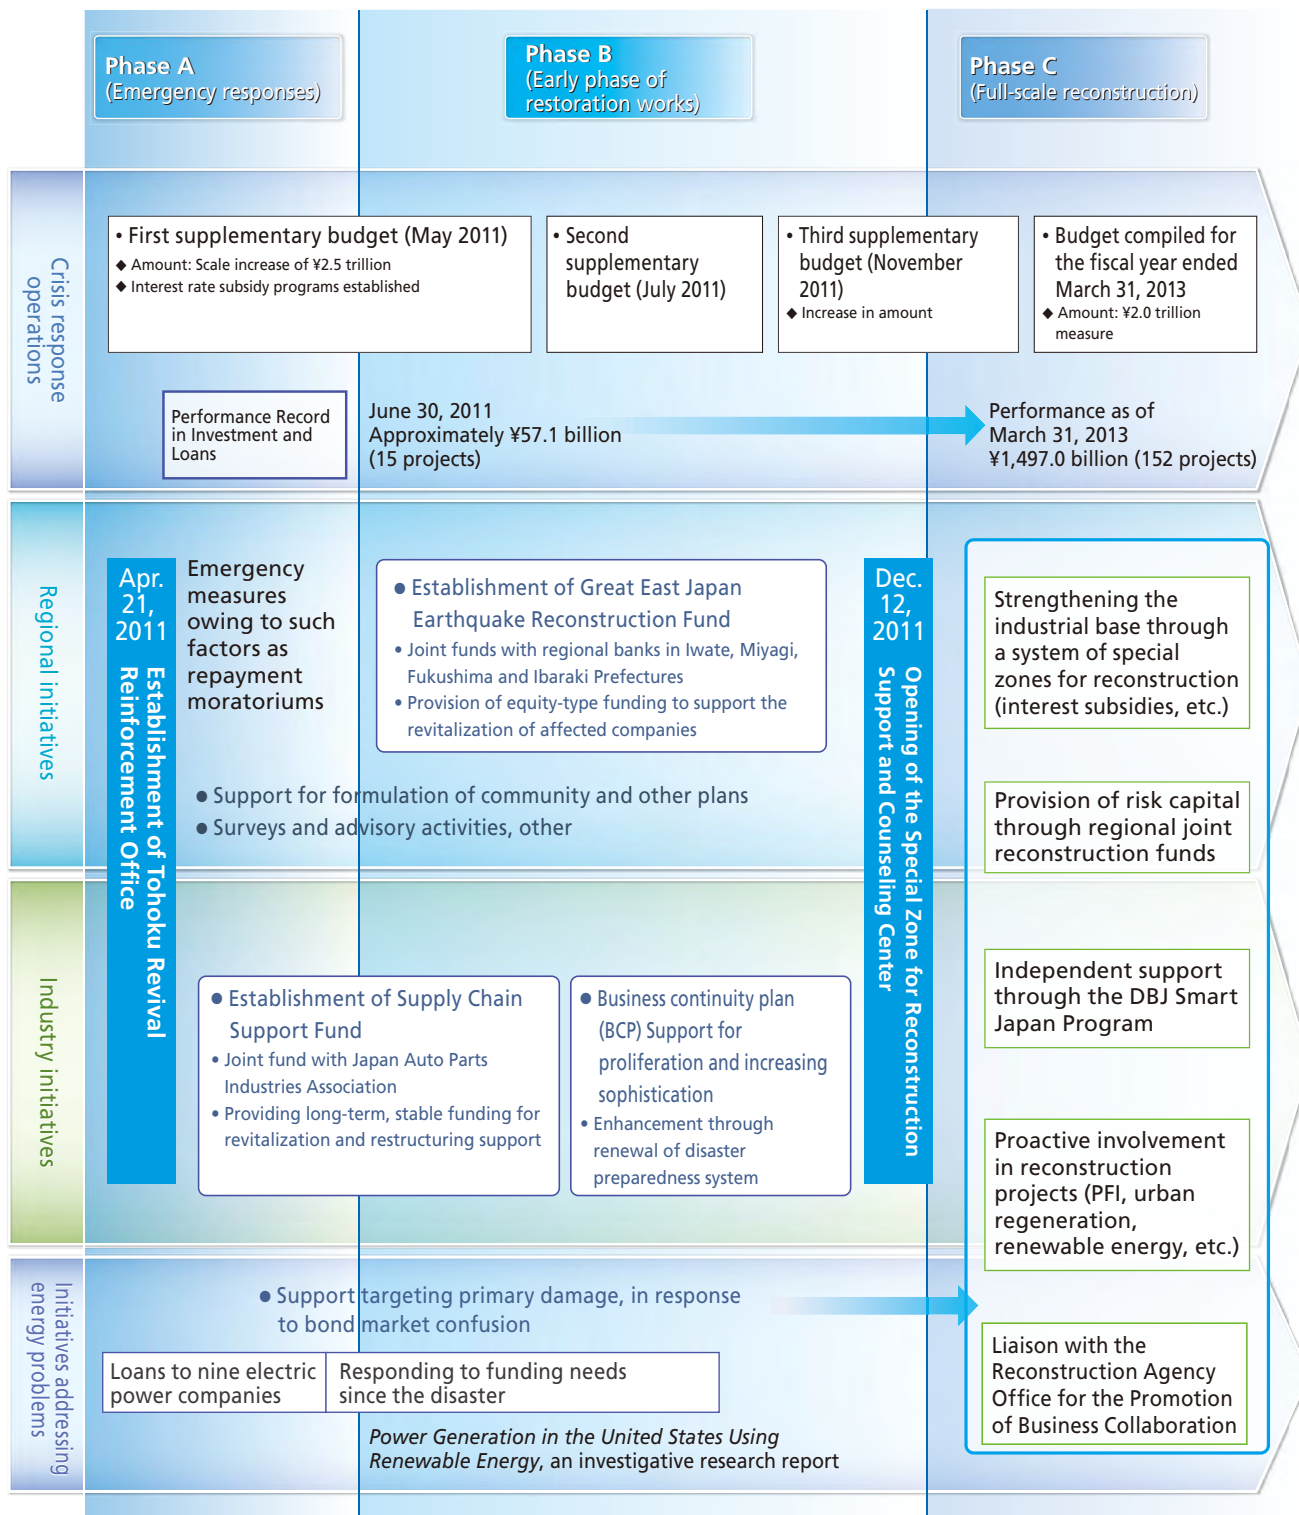 Phase A
(Emergency responses)
Phase B
(Early phase of
restoration works)
Phase C
(Full-scale reconstruction)
Crisis response
operations
• First supplementary budget (May 2011)
◆ Amount: Scale increase of ¥2.5 trillion
◆ Interest rate subsidy programs established
• Second
supplementary
budget (July 2011)
• Third supplementary
budget (November
2011)
◆ Increase in amount
• Budget compiled for
the fiscal year ended
March 31, 2013
◆ Amount: ¥2.0 trillion
measure
Performance Record
in Investment and
Loans
June 30, 2011
Approximately ¥57.1 billion
(15 projects)
Performance as of
March 31, 2013
¥1,497.0 billion (152 projects)
Regional initiatives
Apr.
21,
2011
Establishment of Tohoku Revival
Reinforcement Office
Emergency
measures
owing to such
factors as
repayment
moratoriums
● Establishment of Great East Japan
Earthquake Reconstruction Fund
• Joint funds with regional banks in Iwate, Miyagi,
Fukushima and Ibaraki Prefectures
• Provision of equity-type funding to support the
revitalization of affected companies
● Support for formulation of community and other plans
● Surveys and advisory activities, other
Dec.
12,
2011
Opening of the Special Zone for Reconstruction
Support and Counseling Center
Strengthening the
industrial base through
a system of special
zones for reconstruction
(interest subsidies, etc.)
Provision of risk capital
through regional joint
reconstruction funds
Industry initiatives
● Establishment of Supply Chain
Support Fund
• Joint fund with Japan Auto Parts
Industries Association
• Providing long-term, stable funding for
revitalization and restructuring support
● Business continuity plan
(BCP) Support for
proliferation and increasing
sophistication
• Enhancement through
renewal of disaster
preparedness system
Independent support
through the DBJ Smart
Japan Program
Proactive involvement
in reconstruction
projects (PFI, urban
regeneration,
renewable energy, etc.)
Initiatives addressing
energy problems
● Support targeting primary damage, in response
to bond market confusion
Loans to nine electric
power companies
Responding to funding needs
since the disaster
Power Generation in the United States Using
Renewable Energy, an investigative research report
Liaison with the
Reconstruction Agency
Office for the Promotion
of Business Collaboration